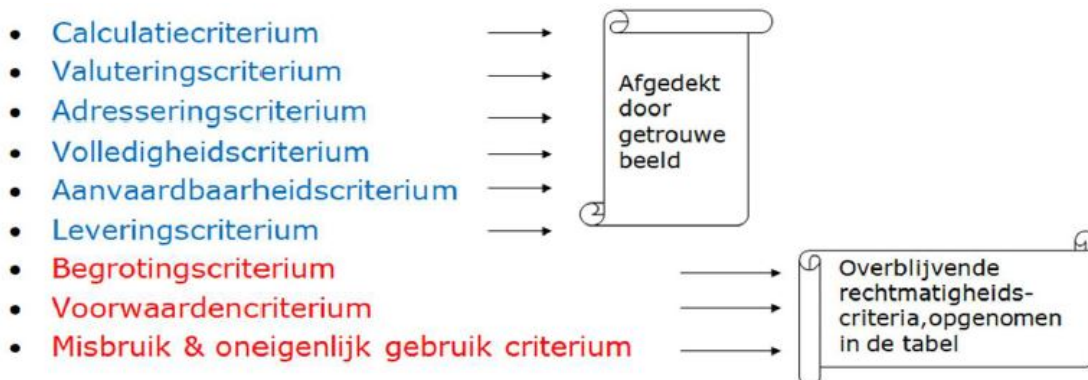 • Calculatiecriterium
• Valuteringscriterium
• Adresseringscriterium
• Volledigheidscriterium
• Aanvaardbaarheidscriterium
• Leveringscriterium
Afgedekt
door
getrouwe
beeld
• Begrotingscriterium
• Voorwaardencriterium
• Misbruik & oneigenlijk gebruik criterium
Overblijvende
rechtmatigheids-
criteria,opgenomen
in de tabel